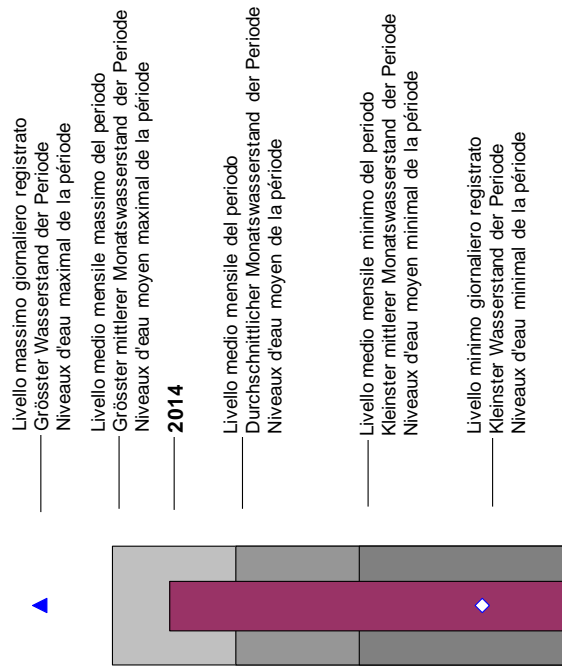 Livello massimo giornaliero registrato
Grösster Wasserstand der Periode
Niveaux d'eau maximal de la période
Livello medio mensile massimo del periodo
Grösster mittlerer Monatswasserstand der Periode
Niveaux d'eau moyen maximal de la période
2014
Livello medio mensile del periodo
Durchschnittlicher Monatswasserstand der Periode
Niveaux d'eau moyen de la période
Livello medio mensile minimo del periodo
Kleinster mittlerer Monatswasserstand der Periode
Niveaux d'eau moyen minimal de la période
Livello minimo giornaliero registrato
Kleinster Wasserstand der Periode
Niveaux d'eau minimal de la période